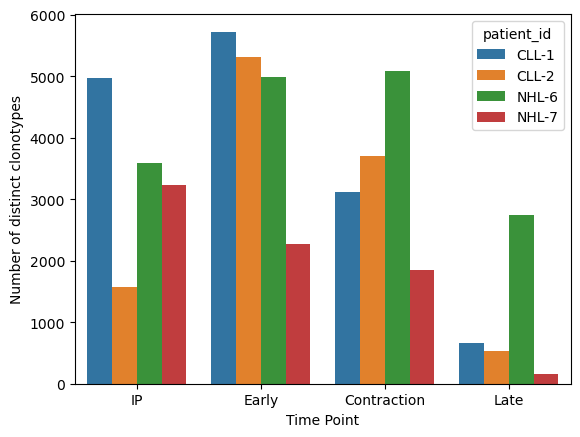 6000
5000
4000
3000
2000
1000
0
Number of distinct clonotypes
patient_id
CLL-1
CLL-2
NHL-6
NHL-7
IP Early Contraction Late
Time Point